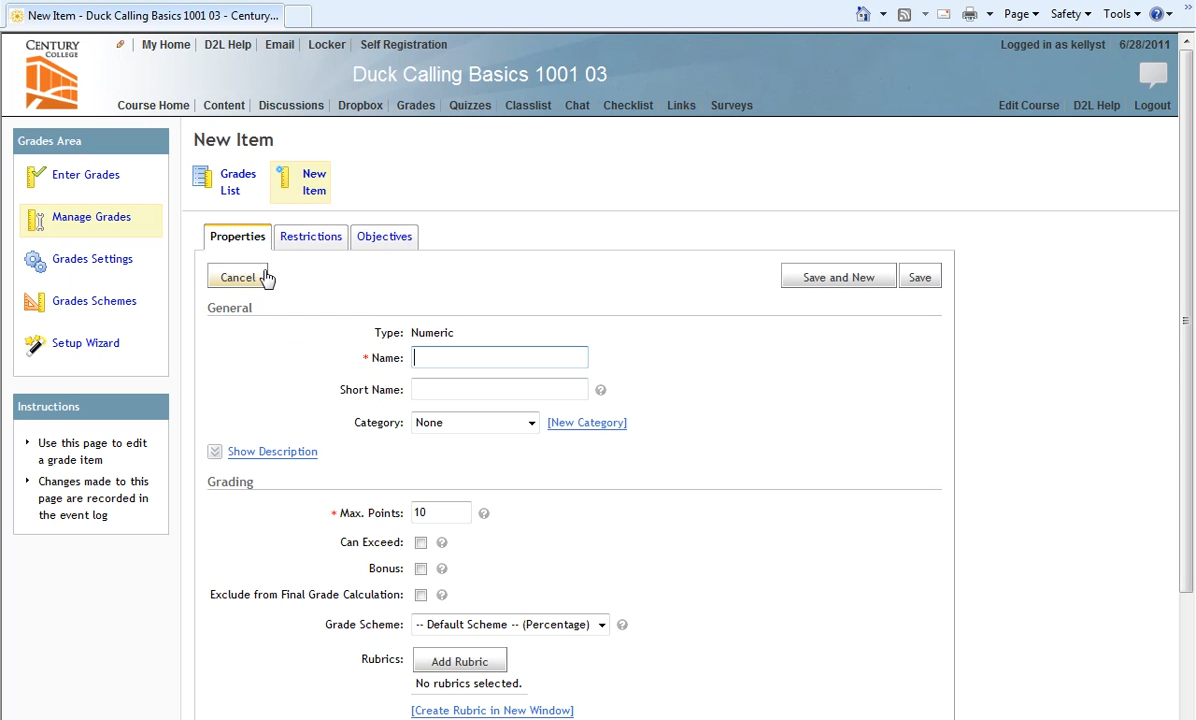 New Item - Duck Calling Basics 1001 03 - Century...
Page Safety Tools
CENTURY
COLLEGE
My Home D2L Help Email Locker Self Registration
Logged in as kellyst 6/28/2011
Duck Calling Basics 1001 03
Course Home Content Discussions Dropbox Grades Quizzes Classlist Chat Checklist Links Surveys
Edit Course D2L Help Logout
Grades Area
Enter Grades
Manage Grades
Grades Settings
Grades Schemes
Setup Wizard
Instructions
Use this page to edit
a grade item
Changes made to this
page are recorded in
the event log
New Item
Grades
List
New
Item
Properties Restrictions Objectives
Cancel Save and New Save
General
Type: Numeric
* Name:
Short Name:
Category: None [New Category]
Show Description
Grading
* Max. Points: 10
Can Exceed:
Bonus:
Exclude from Final Grade Calculation:
Grade Scheme: -- Default Scheme -- (Percentage)
Rubrics: Add Rubric
No rubrics selected.
[Create Rubric in New Window]